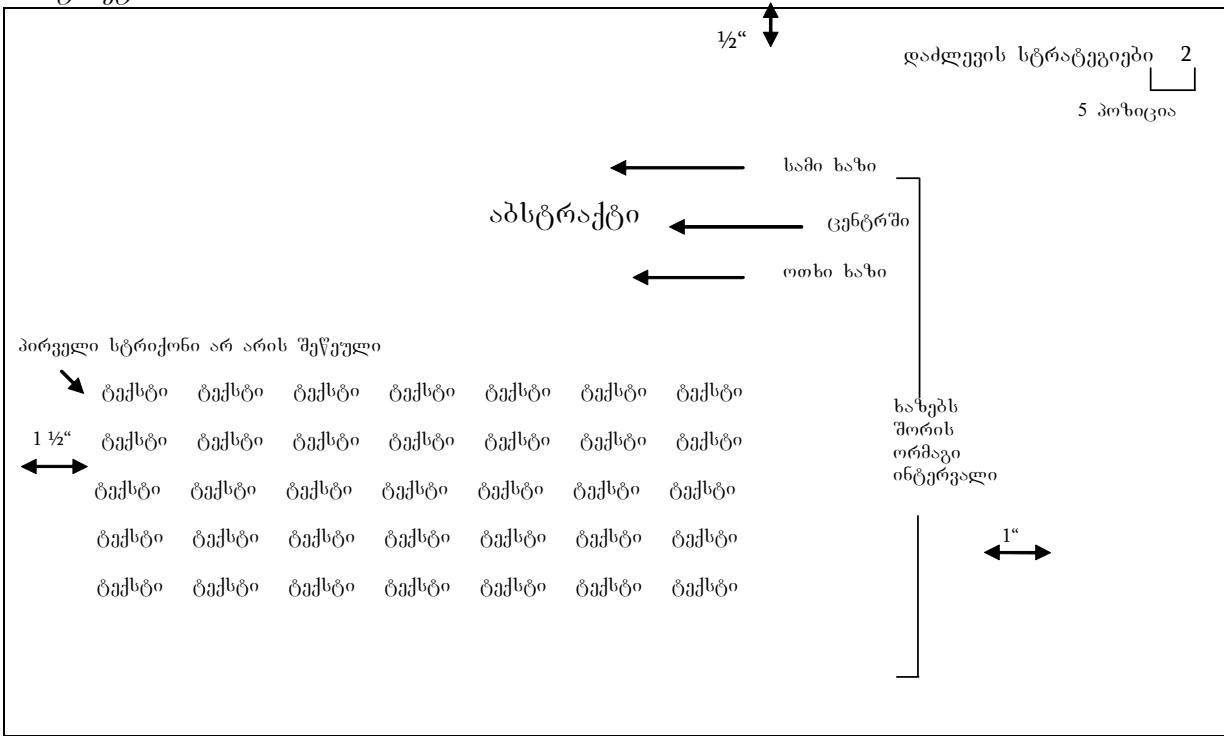 ½“
დაძლევის სტრატეგიები 2
5 პოზიცია
სამი ხაზი
აბსტრაქტი
ცენტრში
ოთხი ხაზი
პირველი სტრიქონი არ არის შეწეული
ტექსტი ტექსტი ტექსტი ტექსტი ტექსტი ტექსტი ტექსტი
ხაზებს
შორის
ორმაგი
ინტერვალი
1 ½“
ტექსტი ტექსტი ტექსტი ტექსტი ტექსტი ტექსტი ტექსტი
ტექსტი ტექსტი ტექსტი ტექსტი ტექსტი ტექსტი ტექსტი
ტექსტი ტექსტი ტექსტი ტექსტი ტექსტი ტექსტი ტექსტი
1“
ტექსტი ტექსტი ტექსტი ტექსტი ტექსტი ტექსტი ტექსტი